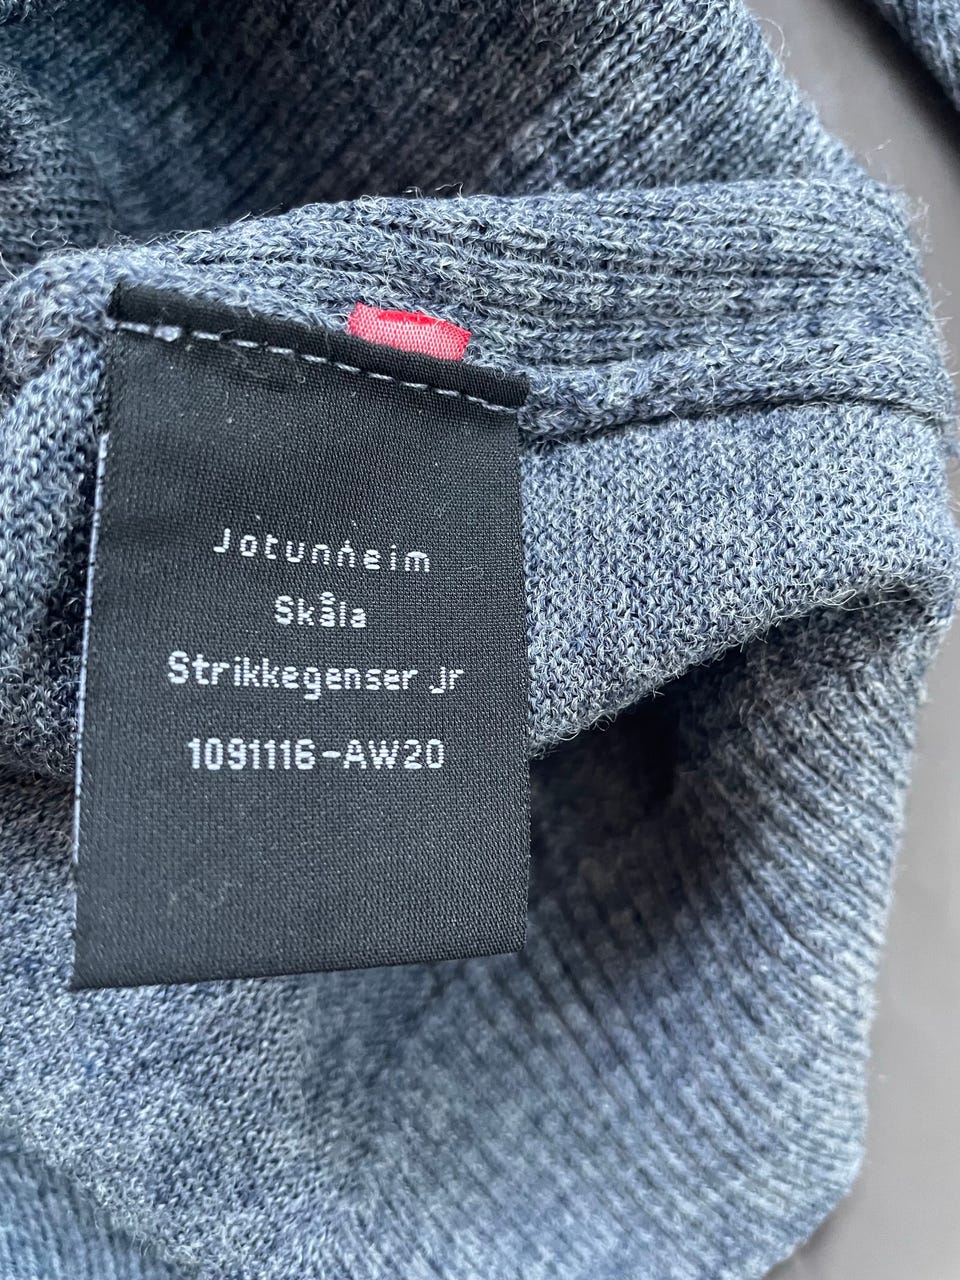 Jotunheim
Skåla
Strikkegenser jr
1091116-AW20